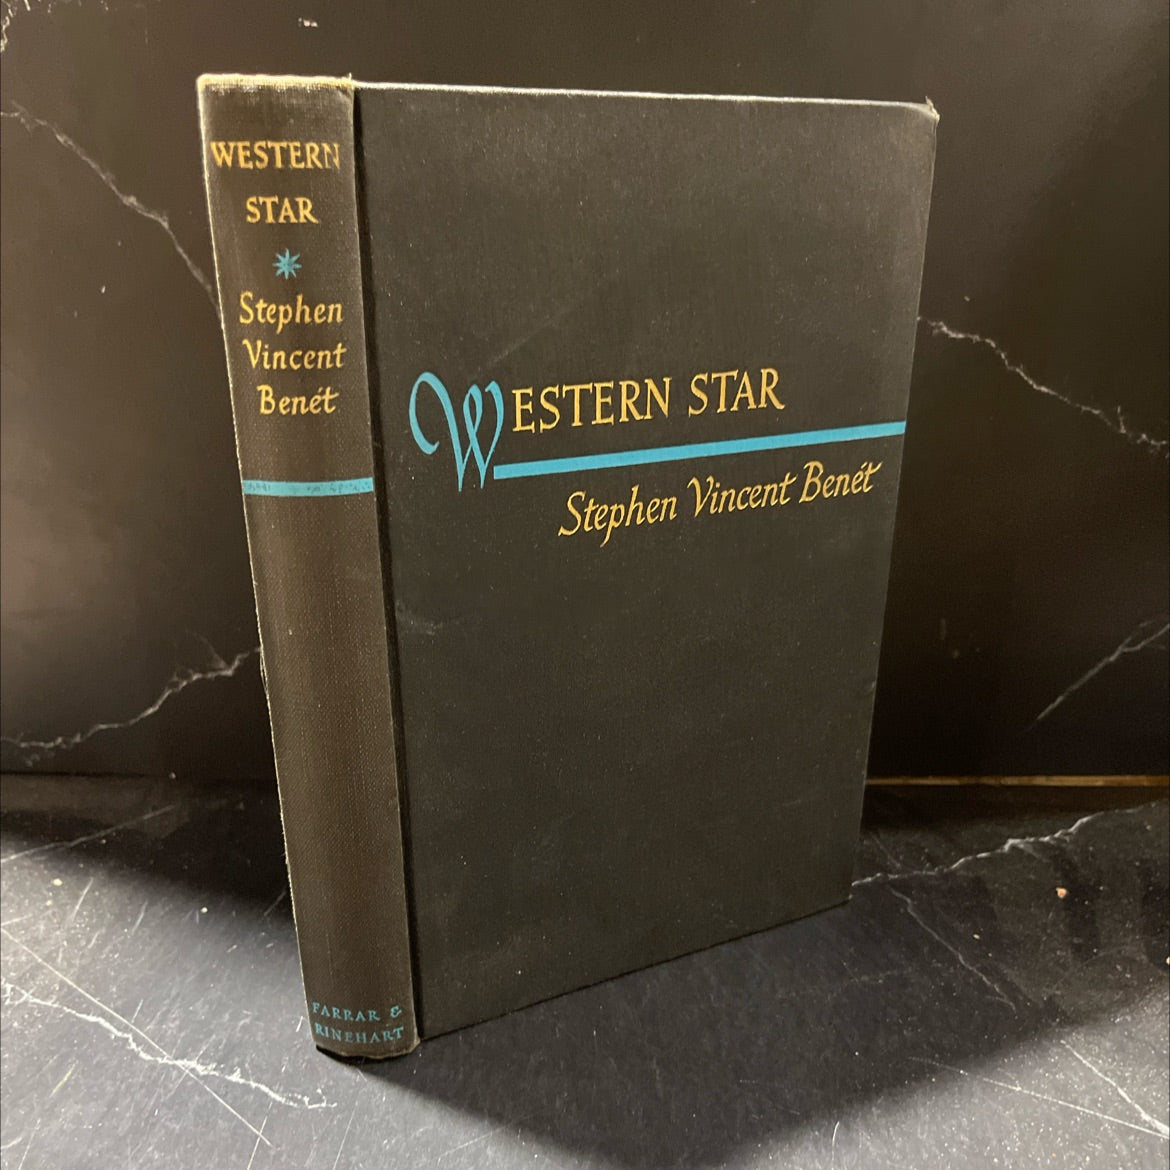 WESTERN
STAR
Stephen
Vincent
Benét
FARRAR &
RINEHART
WESTERN STAR
Stephen Vincent Benét